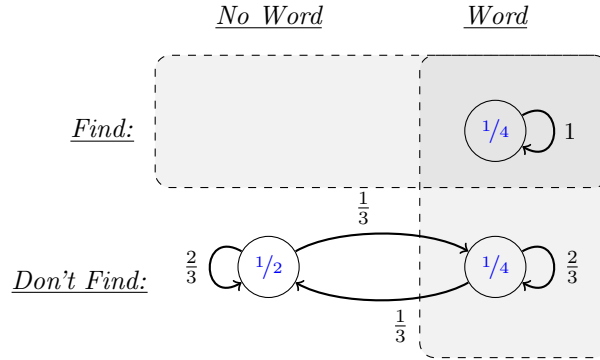 No Word Word
Find: 1/4 1
1/3
2/3 1/2 1/4 2/3
Don't Find:
1/3